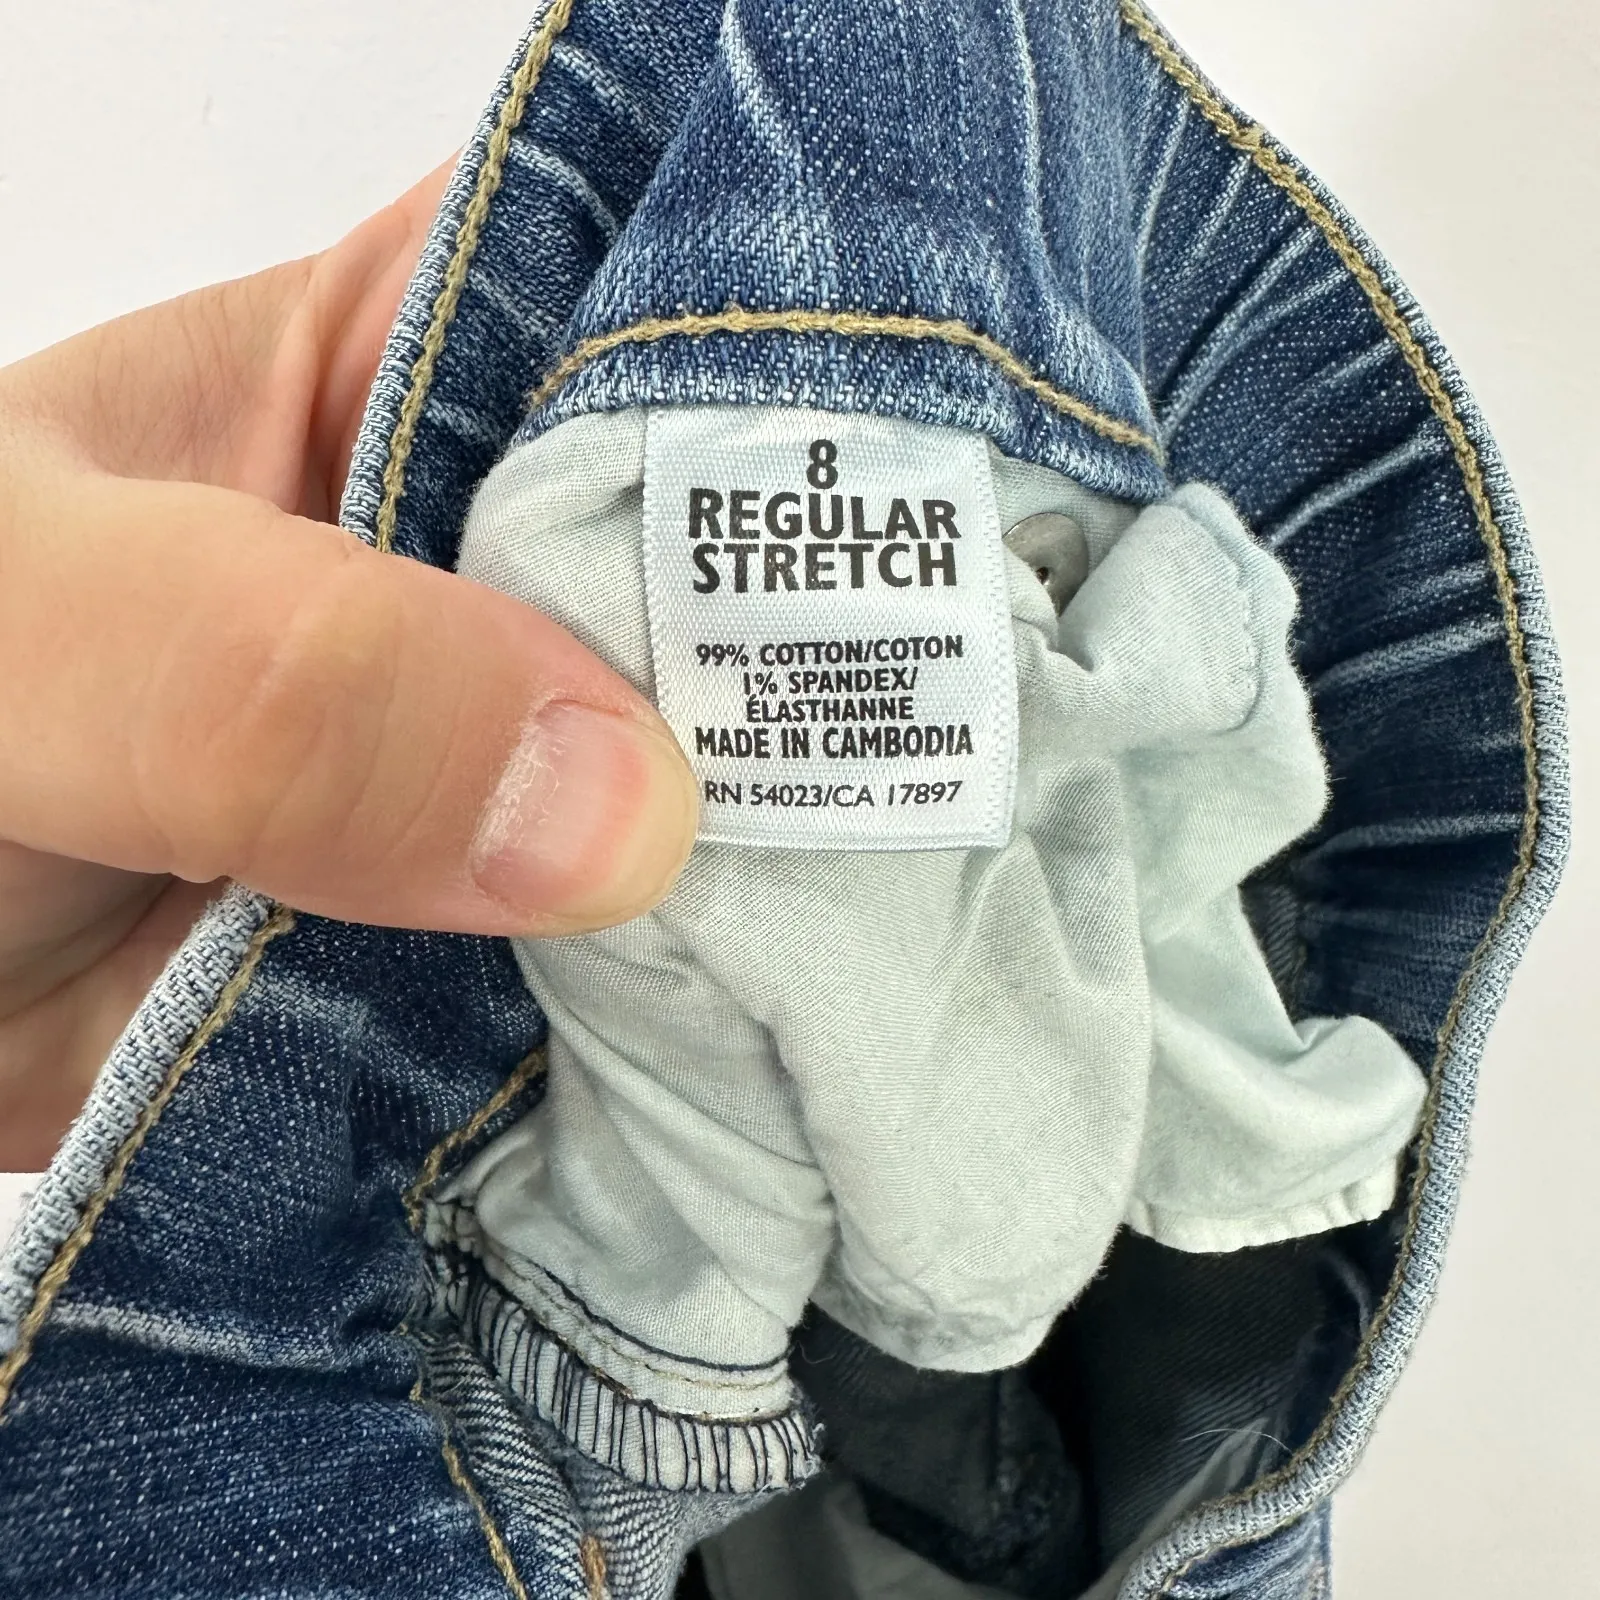 8
REGULAR
STRETCH
99% COTTON/COTON
1% SPANDEX/
ÉLASTHANNE
MADE IN CAMBODIA
RN 54023/CA 17897